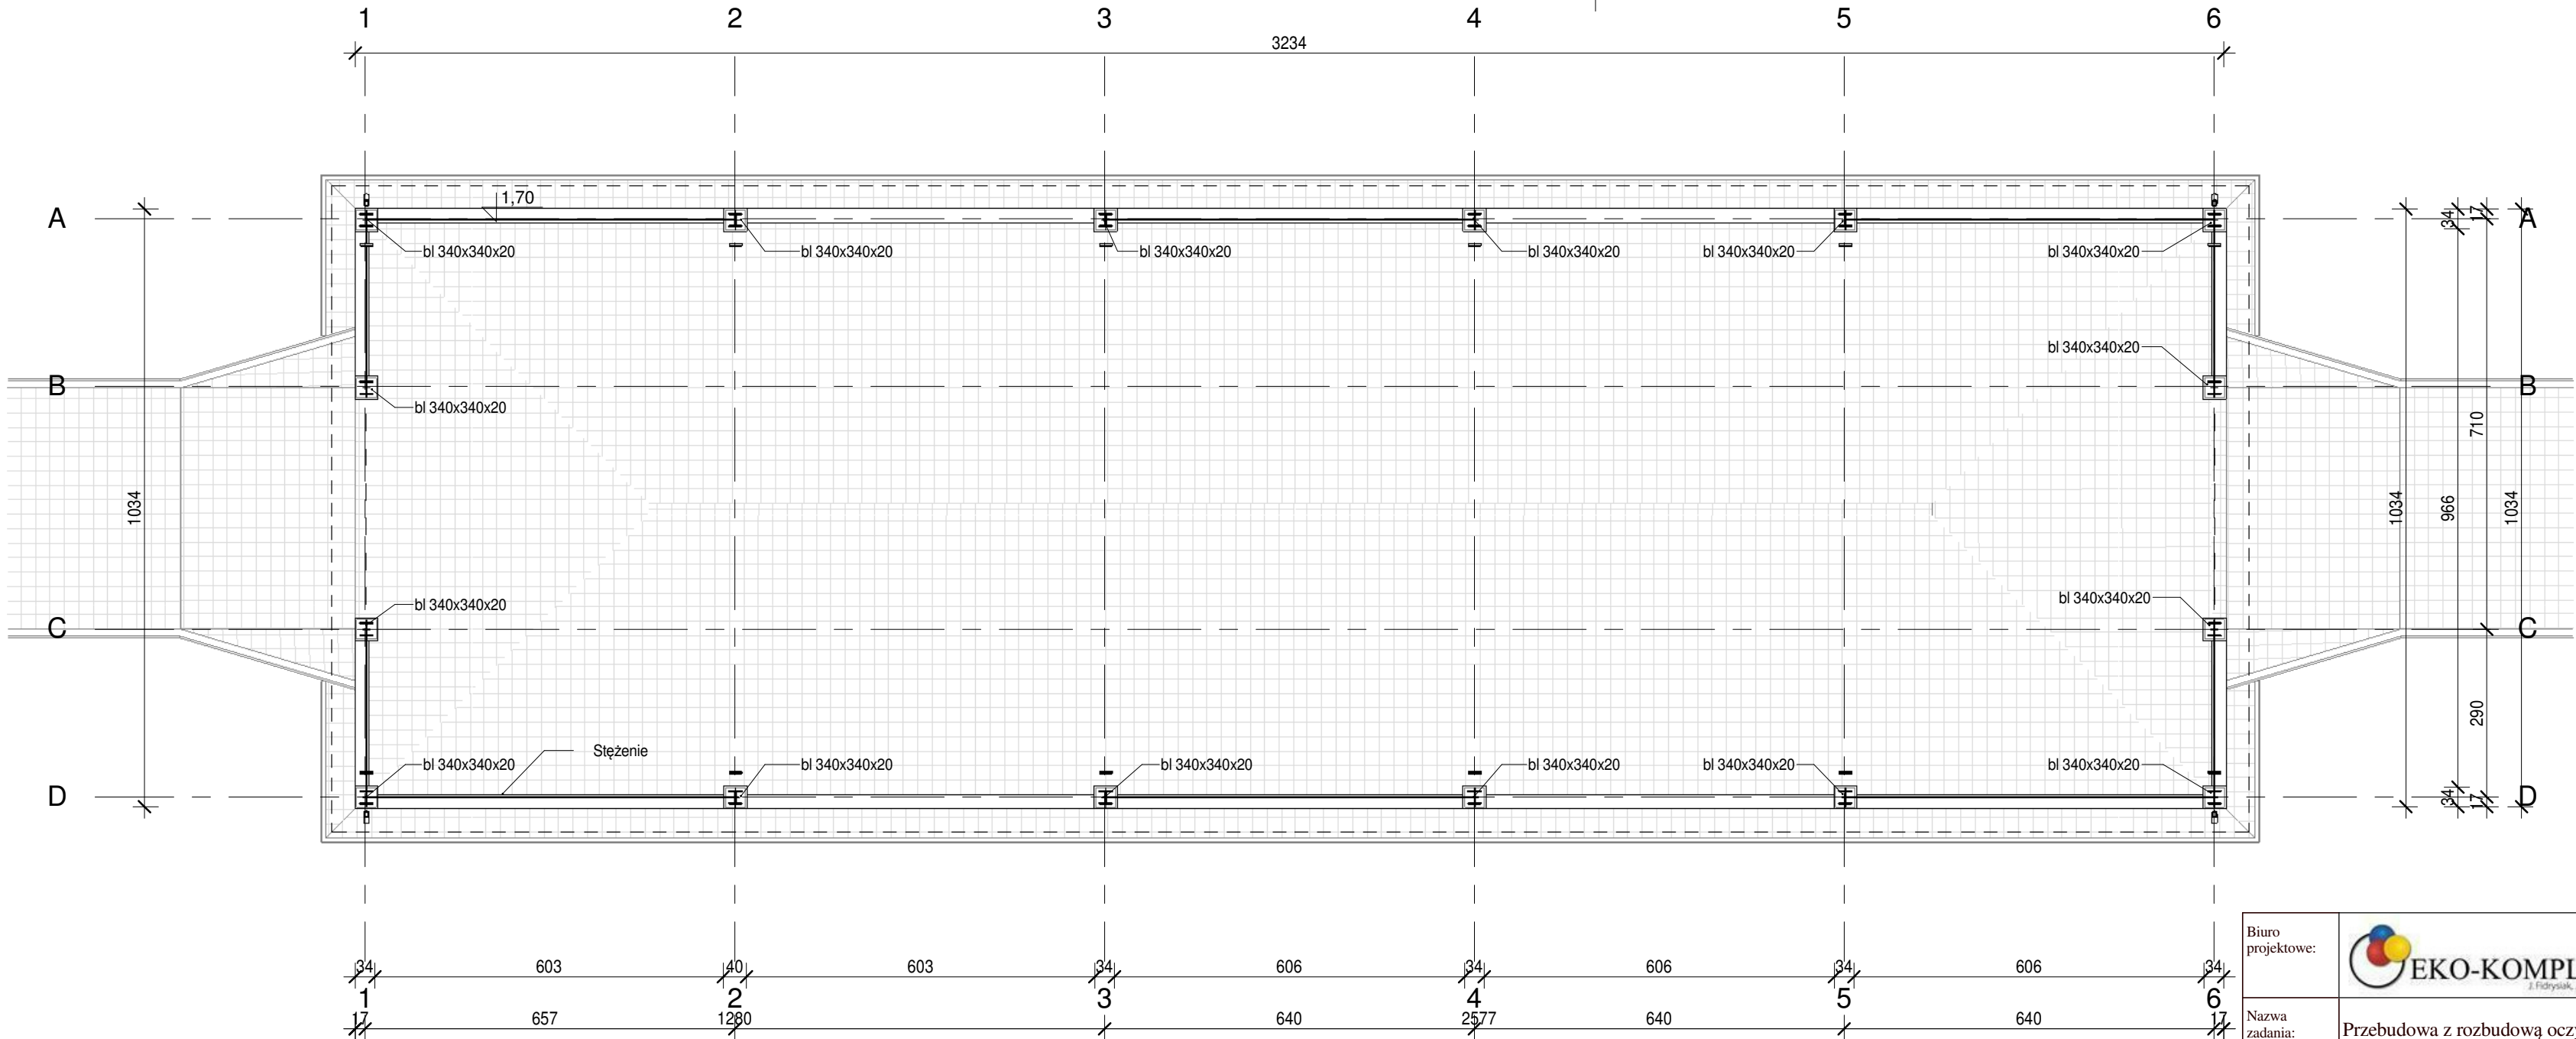 1 2 3 4 5 6
3234
A 1,70 34 17 A
bl 340x340x20 bl 340x340x20 bl 340x340x20 bl 340x340x20 bl 340x340x20 bl 340x340x20
bl 340x340x20
B B
bl 340x340x20
710
1034 1034 966 1034
bl 340x340x20 bl 340x340x20
C C
290
Stężenie
bl 340x340x20 bl 340x340x20 bl 340x340x20 bl 340x340x20 bl 340x340x20 bl 340x340x20
D 34 17 D
34 603 40 603 34 606 34 606 34 606 34
1 2 3 4 5 6
17 657 1280 640 2577 640 640 17
Biuro
projektowe:
EKO-KOMPL
J. Fidrysiak,
Nazwa
zadania:
Przebudowa z rozbudową oczy